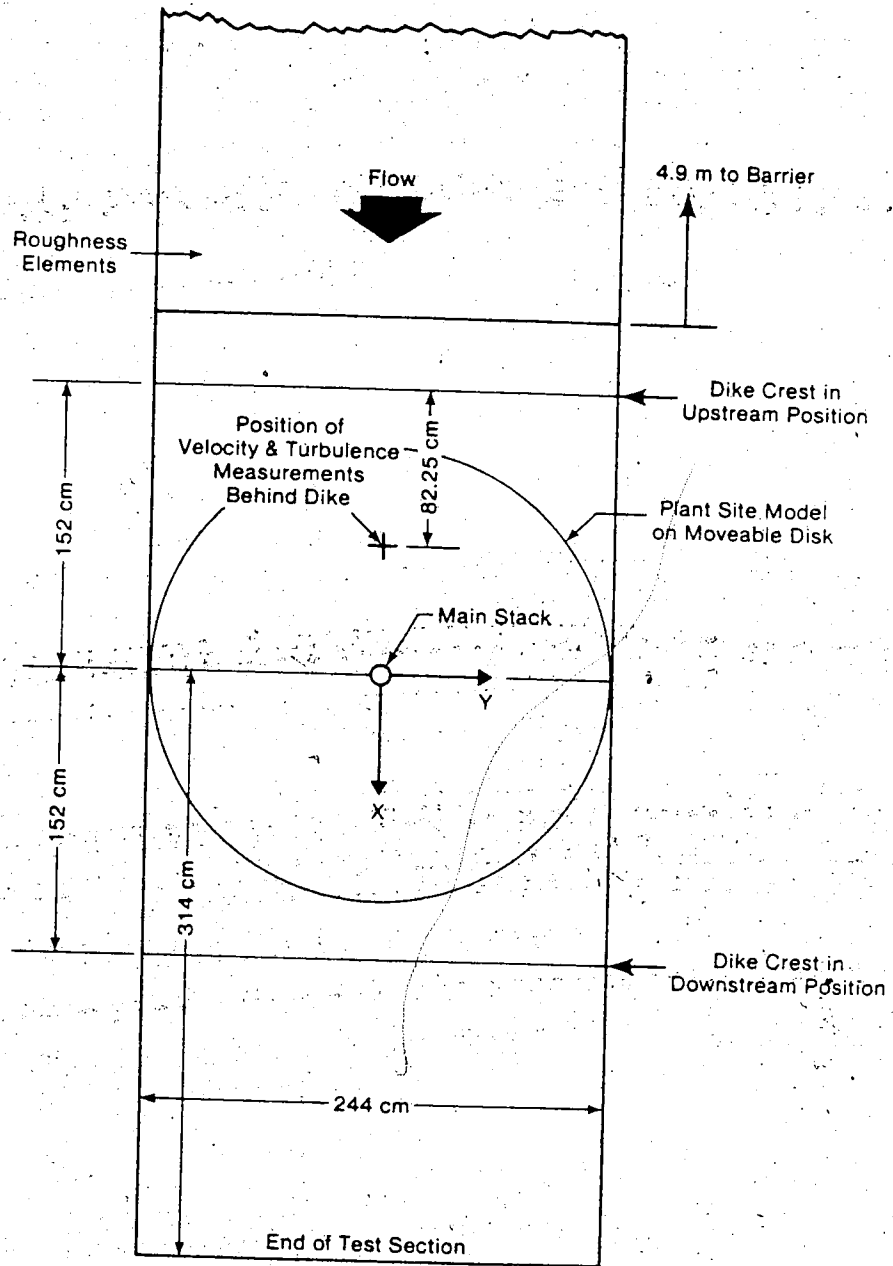 Flow
4.9 m to Barrier
Roughness
Elements
Dike Crest in
Upstream Position
Position of
Velocity & Turbulence
Measurements
Behind Dike
82.25 cm
152 cm
Plant Site Model
on Moveable Disk
Main Stack
Y
X
152 cm
314 cm
Dike Crest in
Downstream Position
244 cm
End of Test Section